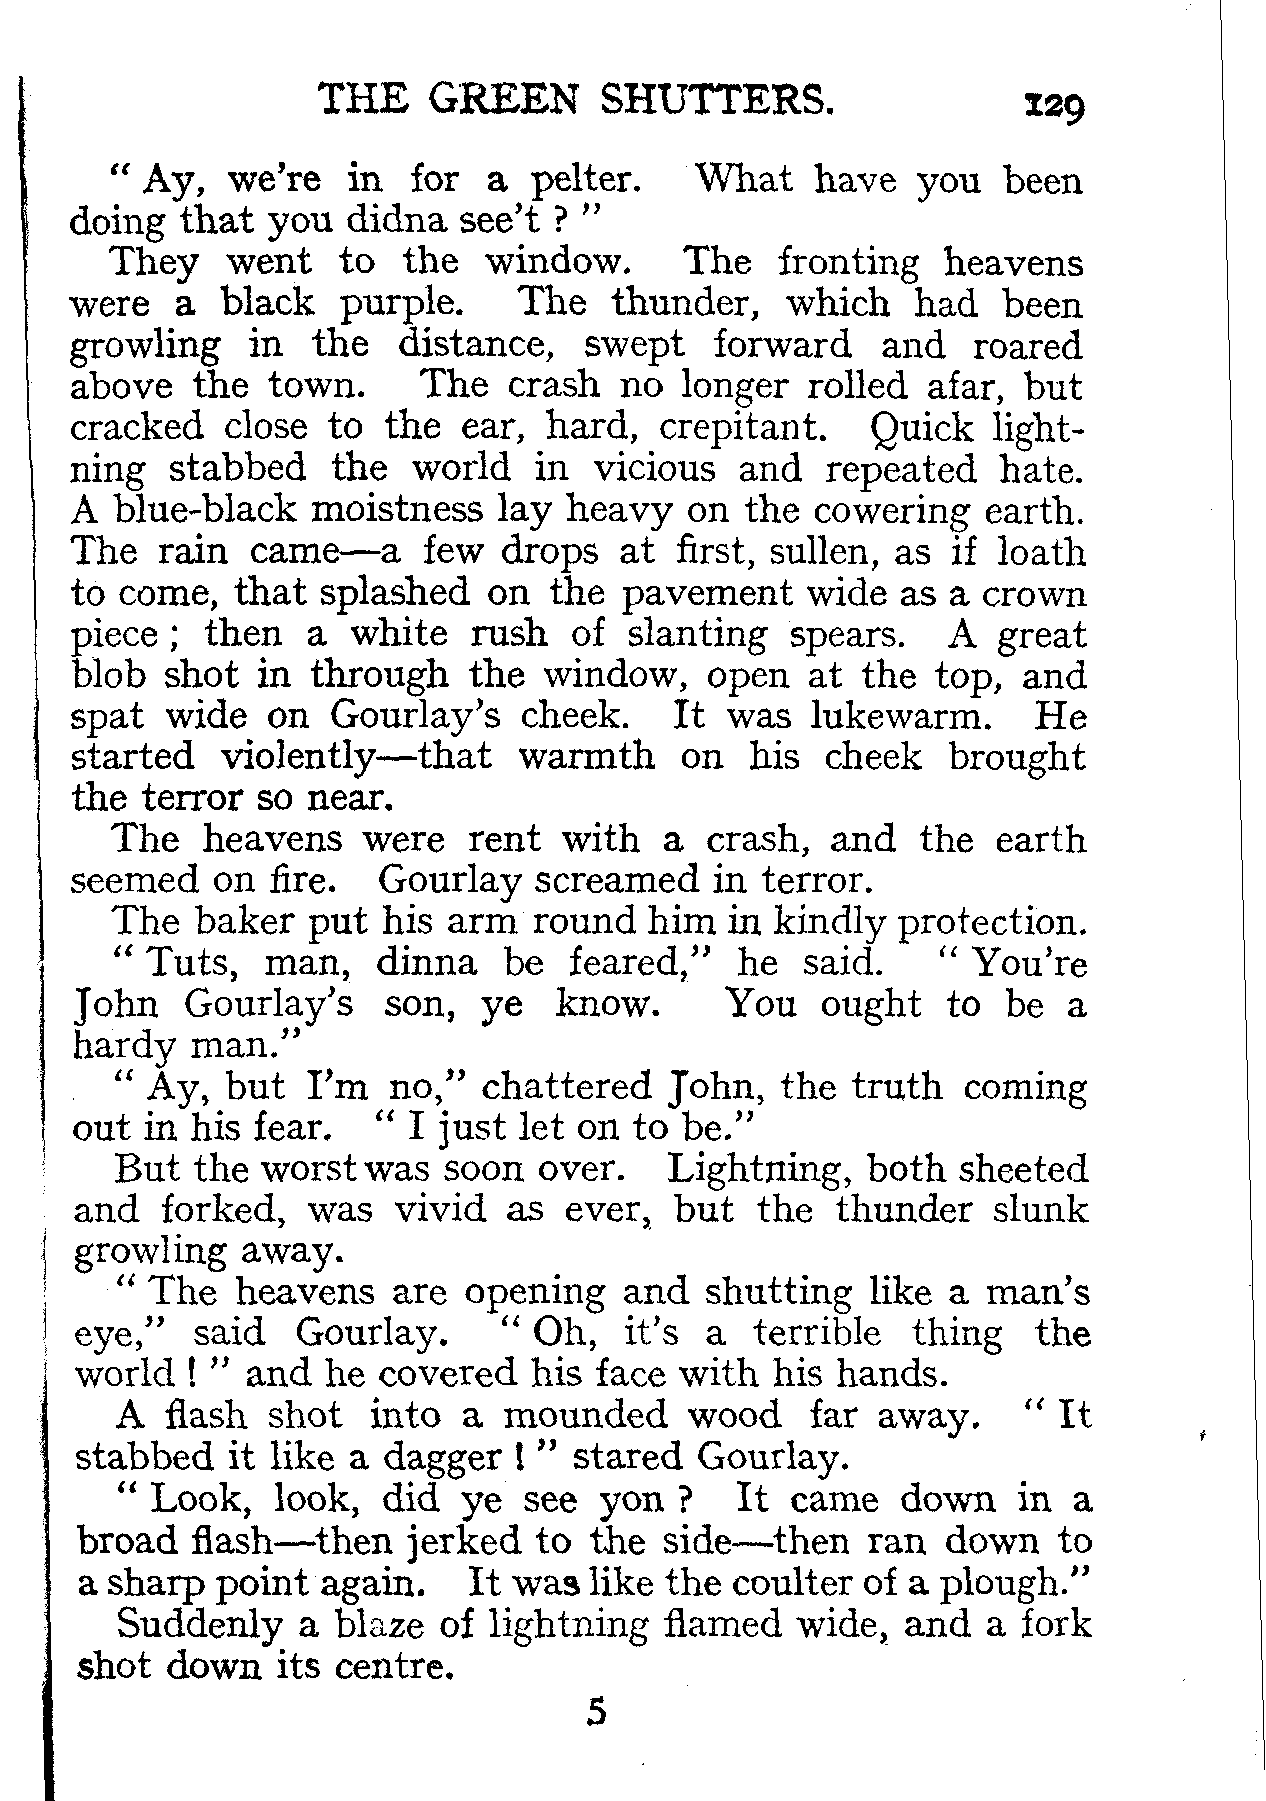 THE GREEN SHUTTERS. 129
“ Ay, we’re in for a pelter. What have you been
doing that you didna see’t ? ”
They went to the window. The fronting heavens
were a black purple. The thunder, which had been
growling in the distance, swept forward and roared
above the town. The crash no longer rolled afar, but
cracked close to the ear, hard, crepitant. Quick light-
ning stabbed the world in vicious and repeated hate.
A blue-black moistness lay heavy on the cowering earth.
The rain came—a few drops at first, sullen, as if loath
to come, that splashed on the pavement wide as a crown
piece ; then a white rush of slanting spears. A great
blob shot in through the window, open at the top, and
spat wide on Gourlay’s cheek. It was lukewarm. He
started violently—that warmth on his cheek brought
the terror so near.
The heavens were rent with a crash, and the earth
seemed on fire. Gourlay screamed in terror.
The baker put his arm round him in kindly protection.
“ Tuts, man, dinna be feared,” he said. “ You’re
John Gourlay’s son, ye know. You ought to be a
hardy man.”
“ Ay, but I’m no,” chattered John, the truth coming
out in his fear. “ I just let on to be.”
But the worst was soon over. Lightning, both sheeted
and forked, was vivid as ever, but the thunder slunk
growling away.
“ The heavens are opening and shutting like a man’s
eye,” said Gourlay. “ Oh, it’s a terrible thing the
world ! ” and he covered his face with his hands.
A flash shot into a mounded wood far away. “ It
stabbed it like a dagger ! ” stared Gourlay.
“ Look, look, did ye see yon ? It came down in a
broad flash—then jerked to the side—then ran down to
a sharp point again. It was like the coulter of a plough.”
Suddenly a blaze of lightning flamed wide, and a fork
shot down its centre.
5